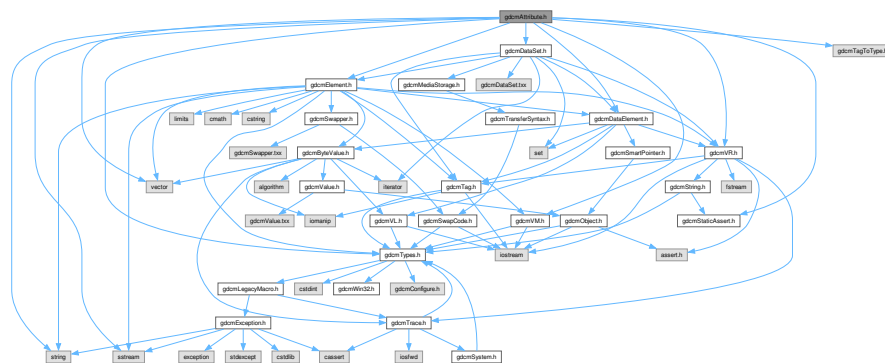 gdcmAttribute.h
gdcmTagToType.h
gdcmDataSet.h
gdcmElement.h
gdcmMediaStorage.h
gdcmDataSet.txx
limits
cmath
cstring
gdcmSwapper.h
gdcmTransferSyntax.h
gdcmDataElement.h
gdcmSwapper.txx
gdcmByteValue.h
set
gdcmSmartPointer.h
gdcmVR.h
vector
algorithm
gdcmValue.h
iterator
gdcmTag.h
gdcmString.h
fstream
gdcmValue.txx
iomanip
gdcmVL.h
gdcmSwapCode.h
gdcmVM.h
gdcmObject.h
gdcmStaticAssert.h
gdcmTypes.h
iostream
assert.h
gdcmLegacyMacro.h
cstdint
gdcmWin32.h
gdcmConfigure.h
gdcmException.h
gdcmTrace.h
string
sstream
exception
stdexcept
cstdlib
cassert
iosfwd
gdcmSystem.h